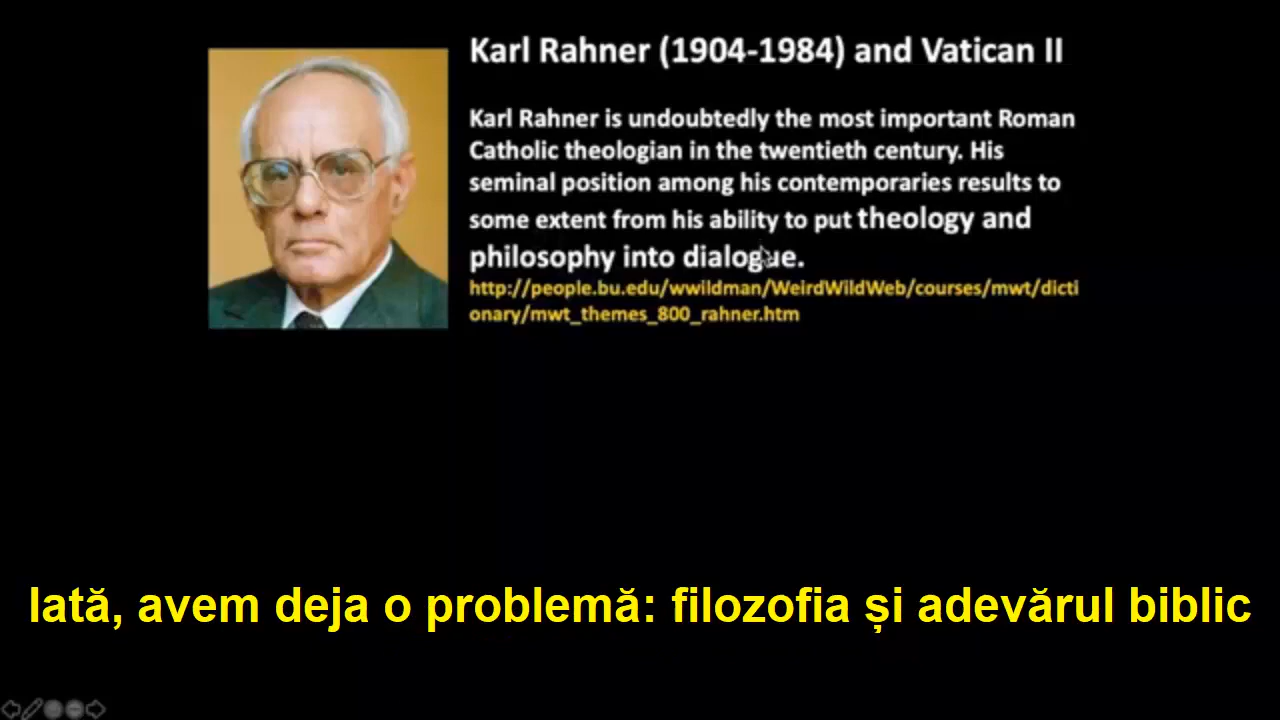 Karl Rahner (1904-1984) and Vatican II
Karl Rahner is undoubtedly the most important Roman
Catholic theologian in the twentieth century. His
seminal position among his contemporaries results to
some extent from his ability to put theology and
philosophy into dialogue.
http://people.bu.edu/wwildman/WeirdWildWeb/courses/mwt/dicti
onary/mwt_themes_800_rahner.htm
Iată, avem deja o problemă: filozofia și adevărul biblic